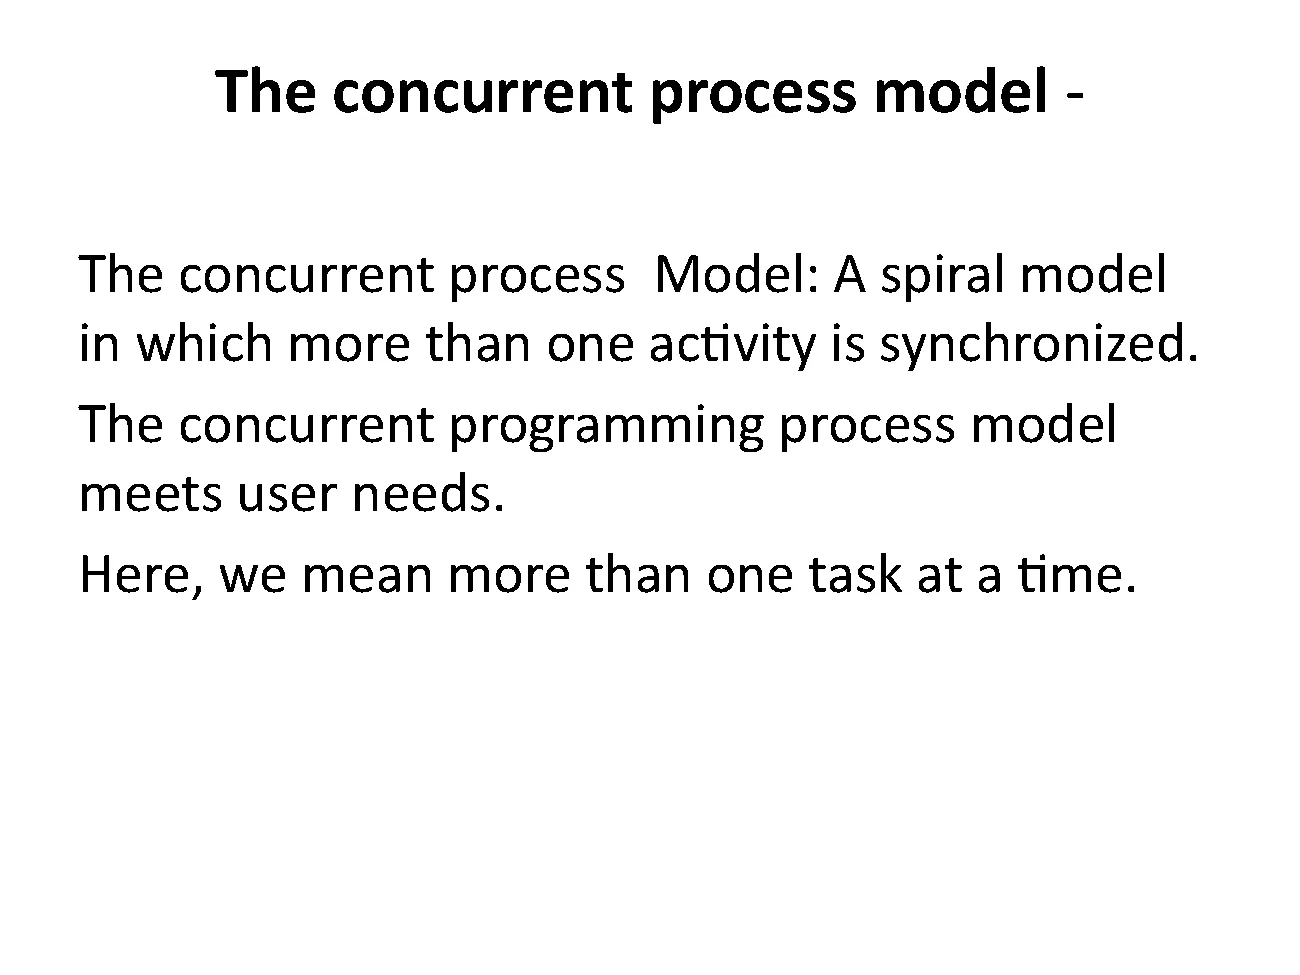 The concurrent process model -
The concurrent process  Model: A spiral model
in which more than one activity is synchronized.
The concurrent programming process model
meets user needs.
Here, we mean more than one task at a time.